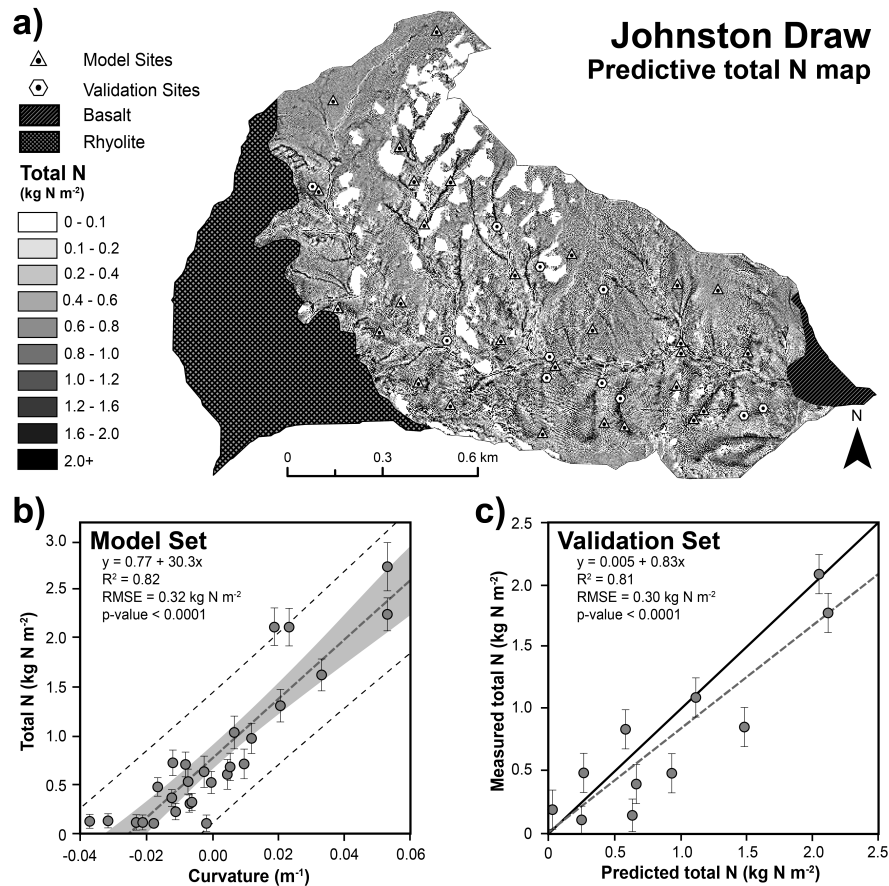 a)
Johnston Draw
Predictive total N map
Model Sites
Validation Sites
Basalt
Rhyolite
Total N
(kg N m⁻²)
0 - 0.1
0.1 - 0.2
0.2 - 0.4
0.4 - 0.6
0.6 - 0.8
0.8 - 1.0
1.0 - 1.2
1.2 - 1.6
1.6 - 2.0
2.0+
0 0.3 0.6 km
N
b)
Model Set
y = 0.77 + 30.3x
R² = 0.82
RMSE = 0.32 kg N m⁻²
p-value < 0.0001
Total N (kg N m⁻²)
3.0
2.5
2.0
1.5
1.0
0.5
0
-0.04 -0.02 0.00 0.02 0.04 0.06
Curvature (m⁻¹)
c)
Validation Set
y = 0.005 + 0.83x
R² = 0.81
RMSE = 0.30 kg N m⁻²
p-value < 0.0001
Measured total N (kg N m⁻²)
2.5
2.0
1.5
1.0
0.5
0
0 0.5 1.0 1.5 2.0 2.5
Predicted total N (kg N m⁻²)